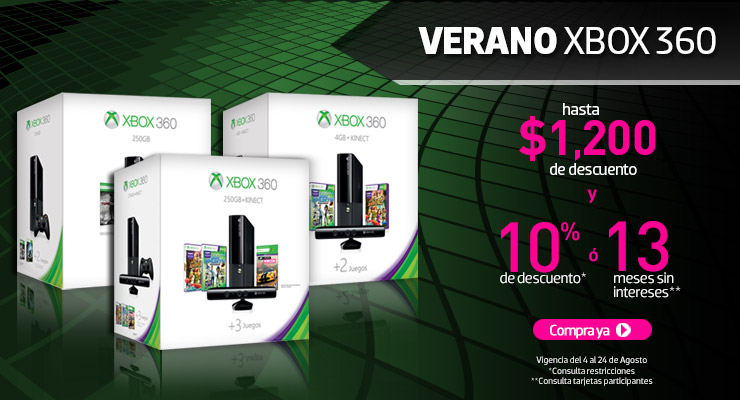 VERANO XBOX 360
hasta
$1,200
de descuento
y
10%
de descuento*
ó
13
meses sin
intereses**
Compra ya
Vigencia del 4 al 24 de Agosto
*Consulta restricciones
**Consulta tarjetas participantes
XBOX 360
250GB
XBOX 360
4GB+KINECT
+2 Juegos
XBOX 360
250GB+KINECT
+3 Juegos